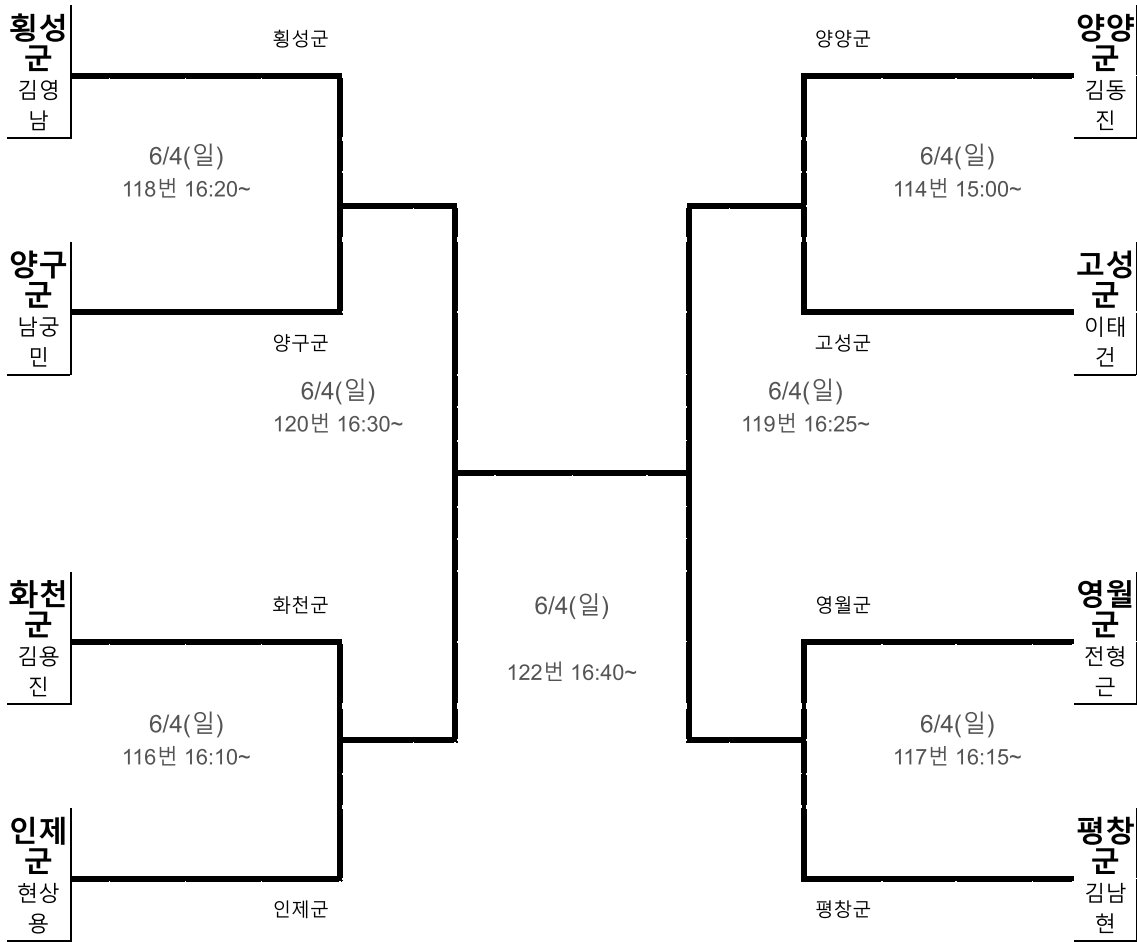 횡성
군
김영
남
횡성군
양양군
양양
군
김동
진
6/4(일)
118번 16:20~
6/4(일)
114번 15:00~
양구
군
남궁
민
양구군
고성군
고성
군
이태
건
6/4(일)
120번 16:30~
6/4(일)
119번 16:25~
화천
군
김용
진
화천군
6/4(일)
122번 16:40~
영월군
영월
군
전형
근
6/4(일)
116번 16:10~
6/4(일)
117번 16:15~
인제
군
현상
용
인제군
평창군
평창
군
김남
현